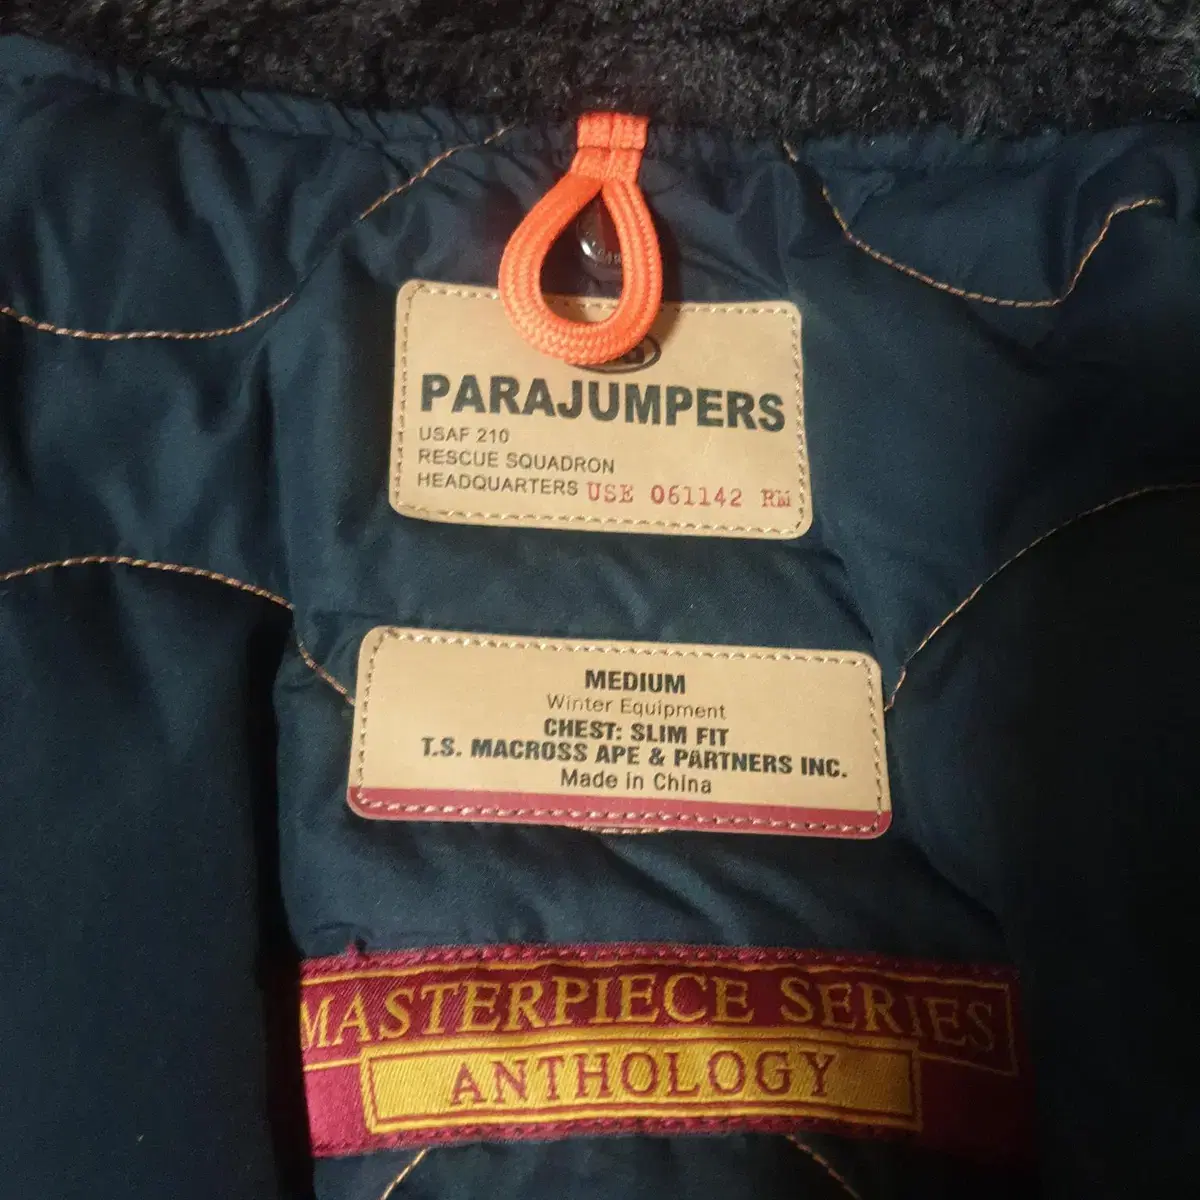 PARAJUMPERS
USAF 210
RESCUE SQUADRON
HEADQUARTERS USE 061142 RM
MEDIUM
Winter Equipment
CHEST: SLIM FIT
T.S. MACROSS APE & PARTNERS INC.
Made in China
MASTERPIECE SERIES
ANTHOLOGY